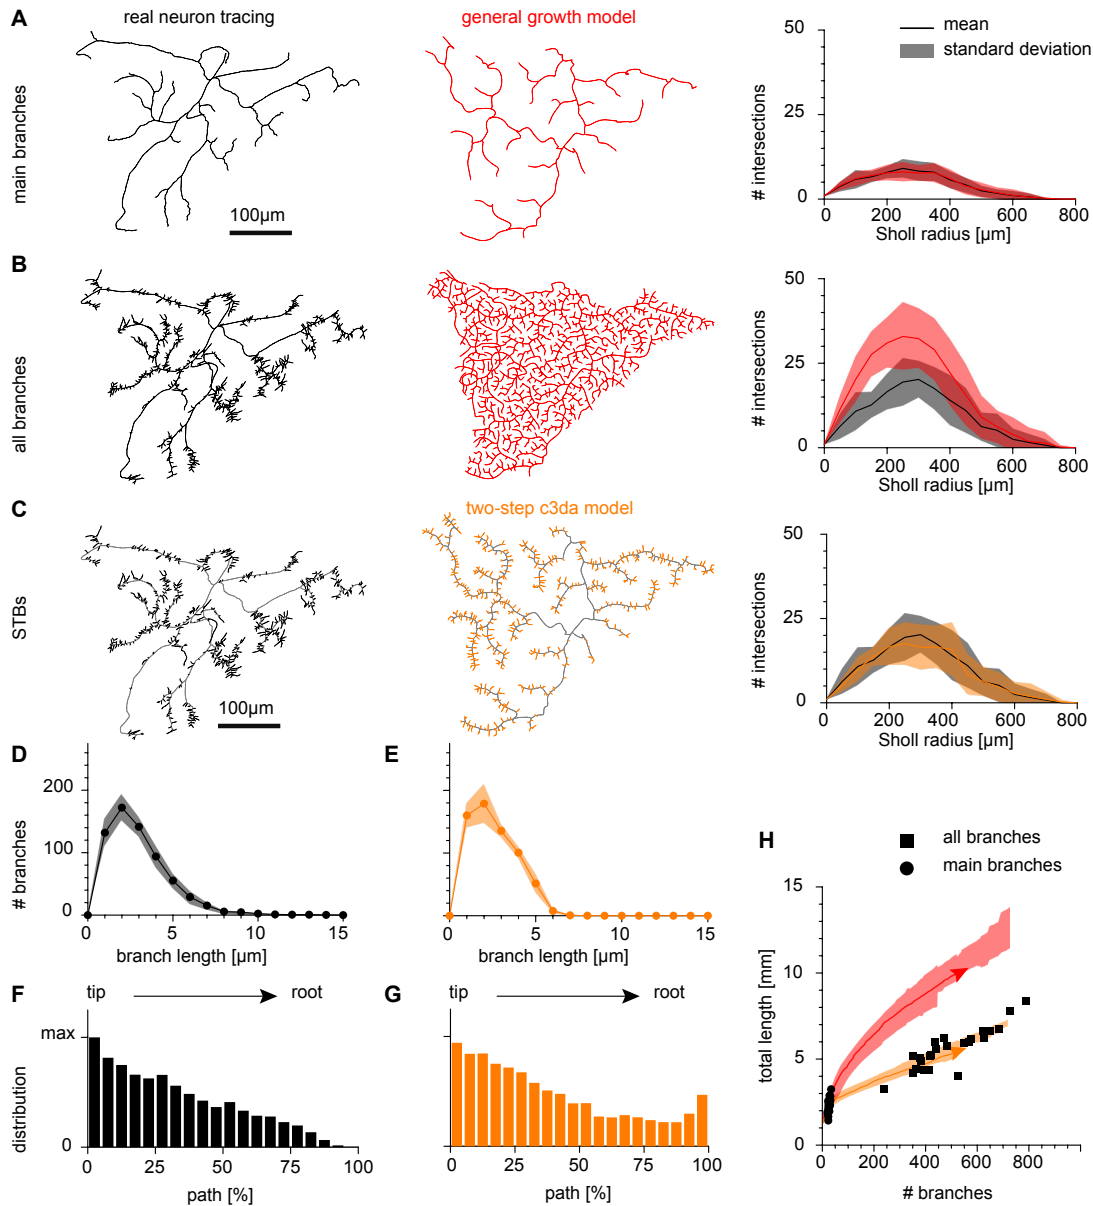 A
real neuron tracing
general growth model
main branches
100µm
50
25
0
# intersections
mean
standard deviation
0 200 400 600 800
Sholl radius [µm]
B
all branches
50
25
0
# intersections
0 200 400 600 800
Sholl radius [µm]
C
two-step c3da model
STBs
100µm
50
25
0
# intersections
0 200 400 600 800
Sholl radius [µm]
D
200
100
0
# branches
0 5 10 15
branch length [µm]
E
0 5 10 15
branch length [µm]
F
tip root
max
0
distribution
0 25 50 75 100
path [%]
G
tip root
0 25 50 75 100
path [%]
H
all branches
main branches
15
10
5
0
total length [mm]
0 200 400 600 800
# branches